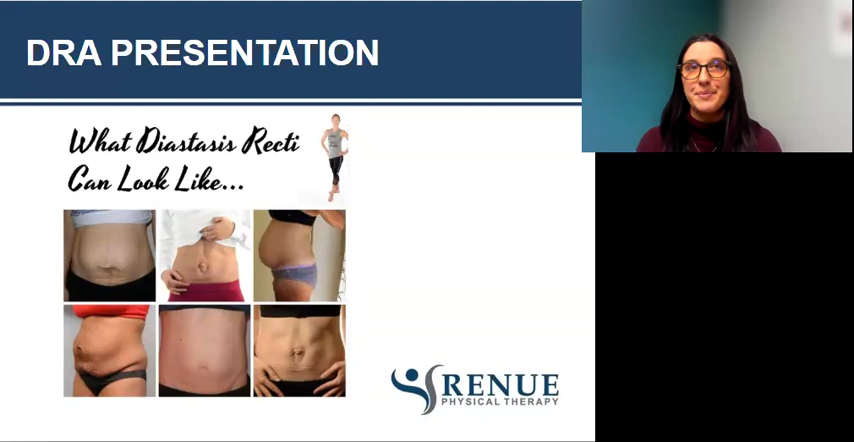 DRA PRESENTATION
What Diastasis Recti
Can Look Like...
RENUE
PHYSICAL THERAPY